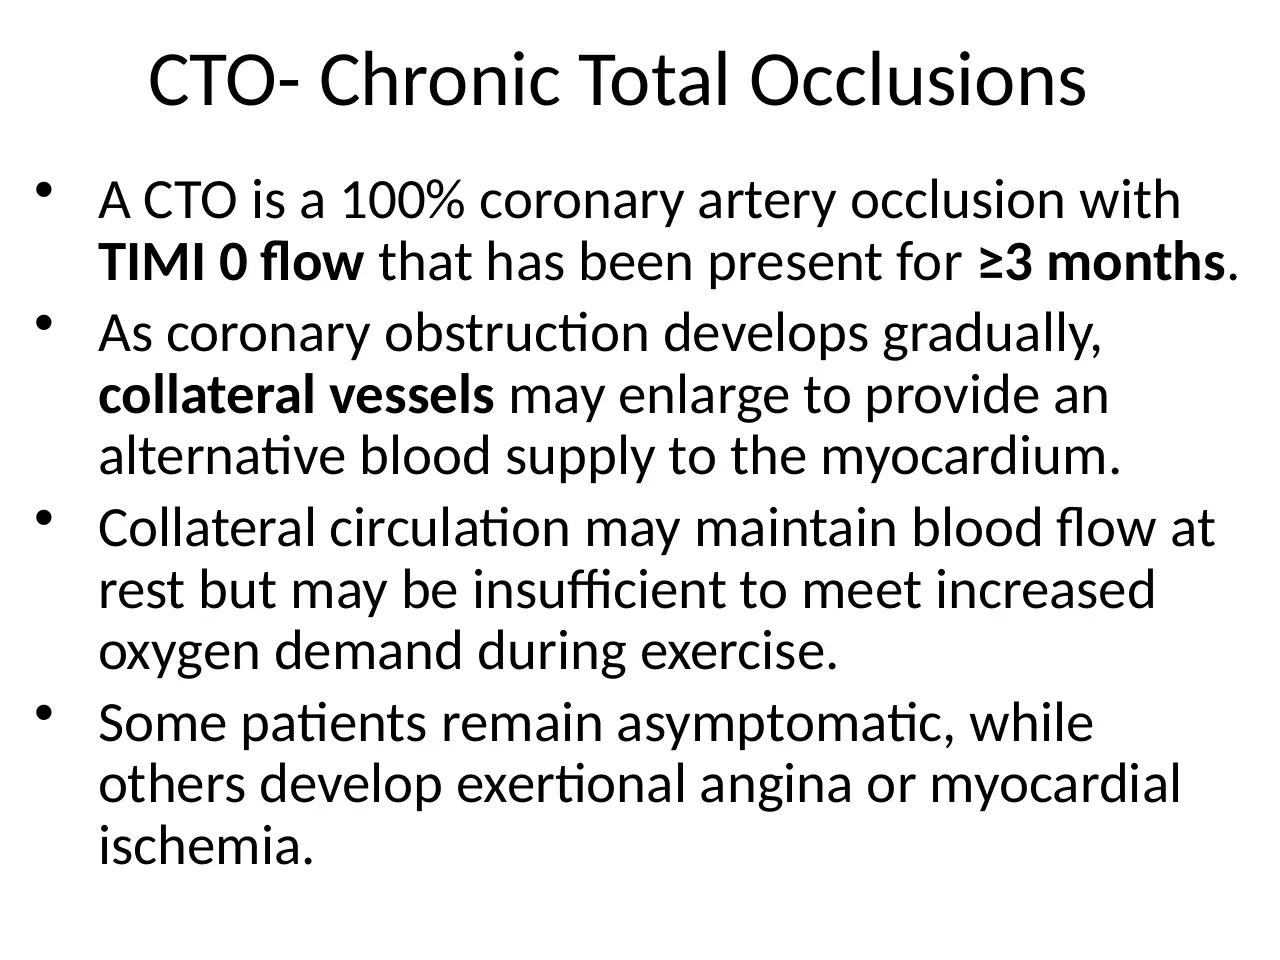 CTO- Chronic Total Occlusions
• A CTO is a 100% coronary artery occlusion with
TIMI 0 flow that has been present for ≥3 months.
• As coronary obstruction develops gradually,
collateral vessels may enlarge to provide an
alternative blood supply to the myocardium.
• Collateral circulation may maintain blood flow at
rest but may be insufficient to meet increased
oxygen demand during exercise.
• Some patients remain asymptomatic, while
others develop exertional angina or myocardial
ischemia.